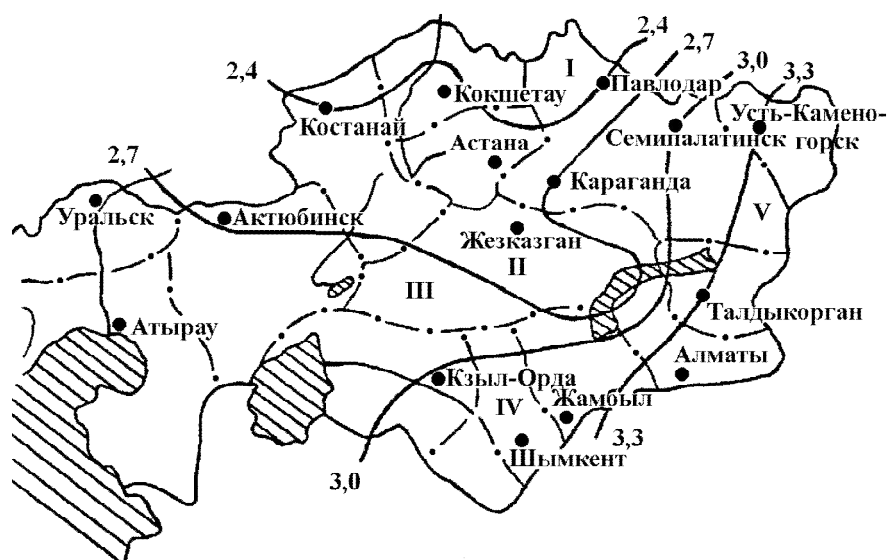 2,4
2,7
I
2,4
2,7
3,0
3,3
Кокшетау
Павлодар
Костанай
Семипалатинск
Усть-Камено-
горск
Астана
Караганда
Уральск
Актюбинск
Жезказган
V
II
III
Атырау
Талдыкорган
Алматы
Кзыл-Орда
IV
Жамбыл
3,3
3,0
Шымкент